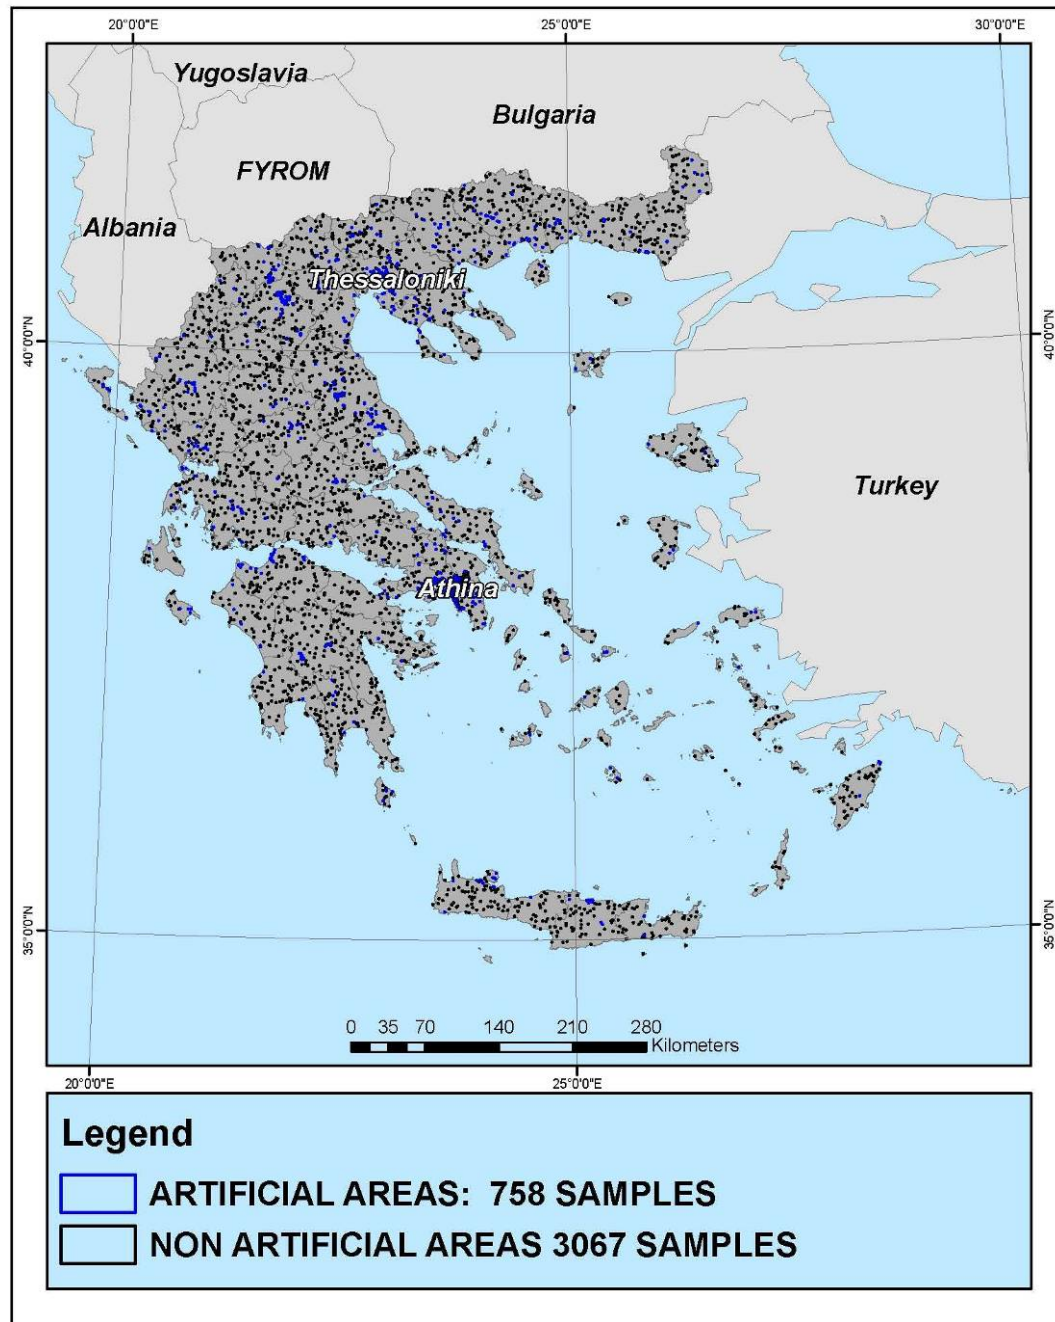 20°0'0"E 25°0'0"E 30°0'0"E
Yugoslavia
Bulgaria
FYROM
Albania
Thessaloniki
40°0'0"N 40°0'0"N
Turkey
Athina
35°0'0"N 35°0'0"N
0 35 70 140 210 280
Kilometers
20°0'0"E 25°0'0"E
Legend
ARTIFICIAL AREAS: 758 SAMPLES
NON ARTIFICIAL AREAS 3067 SAMPLES